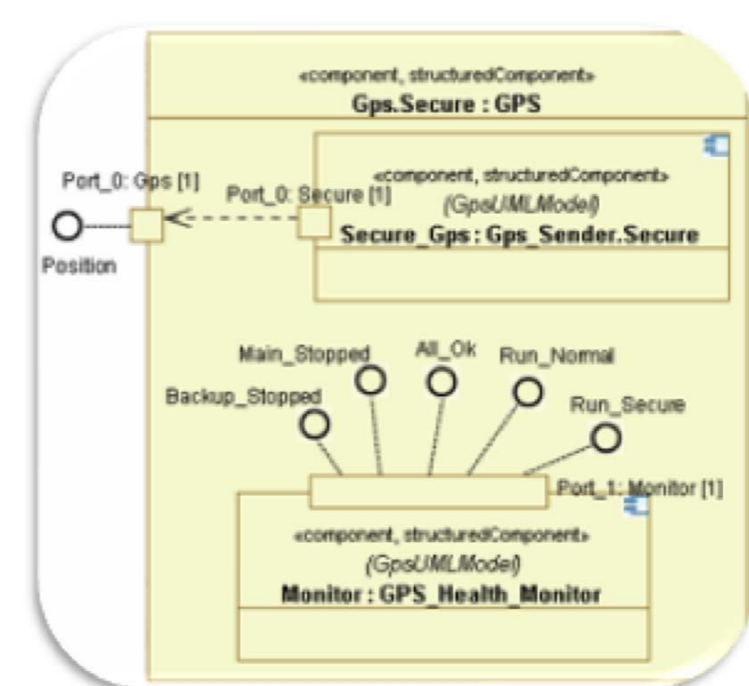 «component, structuredComponent»
Gps.Secure : GPS
Port_0: Gps [1]
Port_0: Secure [1]
«component, structuredComponent»
(GpsUMLModel)
Secure_Gps : Gps_Sender.Secure
Position
Main_Stopped
All_Ok
Run_Normal
Backup_Stopped
Run_Secure
Port_1: Monitor [1]
«component, structuredComponent»
(GpsUMLModel)
Monitor : GPS_Health_Monitor